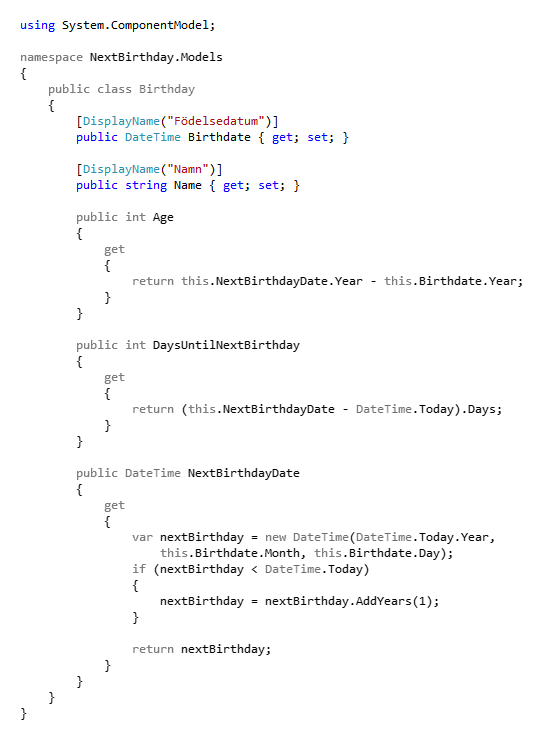 using System.ComponentModel;
namespace NextBirthday.Models
{
public class Birthday
{
[DisplayName("Födelsedatum")]
public DateTime Birthdate { get; set; }
[DisplayName("Namn")]
public string Name { get; set; }
public int Age
{
get
{
return this.NextBirthdayDate.Year - this.Birthdate.Year;
}
}
public int DaysUntilNextBirthday
{
get
{
return (this.NextBirthdayDate - DateTime.Today).Days;
}
}
public DateTime NextBirthdayDate
{
get
{
var nextBirthday = new DateTime(DateTime.Today.Year,
this.Birthdate.Month, this.Birthdate.Day);
if (nextBirthday < DateTime.Today)
{
nextBirthday = nextBirthday.AddYears(1);
}
return nextBirthday;
}
}
}
}